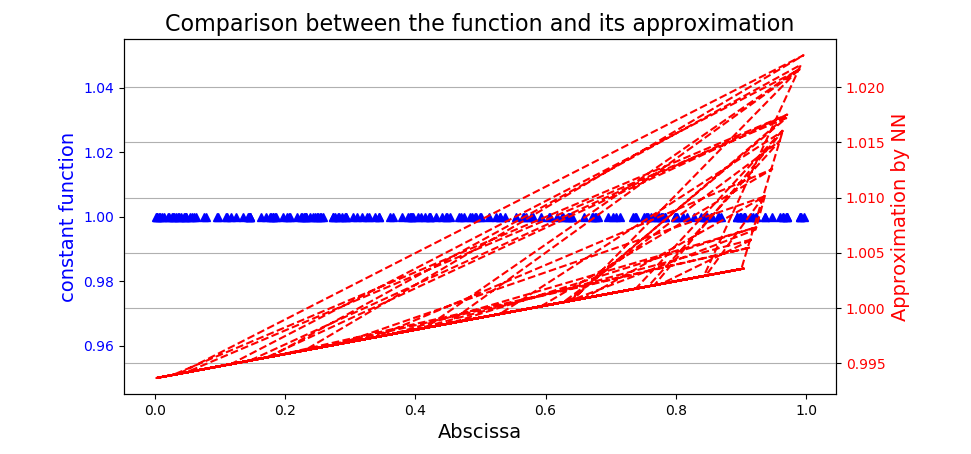 Comparison between the function and its approximation
constant function
1.04
1.02
1.00
0.98
0.96
1.020
1.015
1.010
1.005
1.000
0.995
Approximation by NN
0.0 0.2 0.4 0.6 0.8 1.0
Abscissa